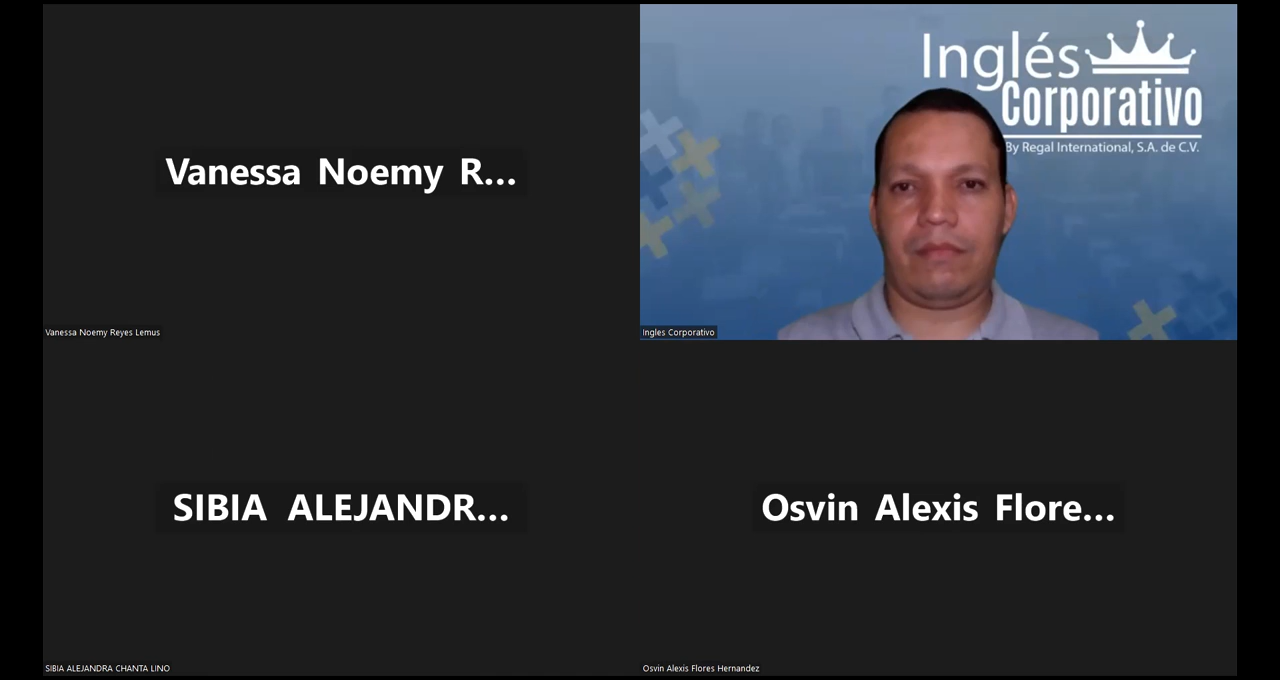 Vanessa Noemy R...
Vanessa Noemy Reyes Lemus
Inglés
Corporativo
By Regal International, S.A. de C.V.
Ingles Corporativo
SIBIA ALEJANDR...
SIBIA ALEJANDRA CHANTA LINO
Osvin Alexis Flore...
Osvin Alexis Flores Hernandez